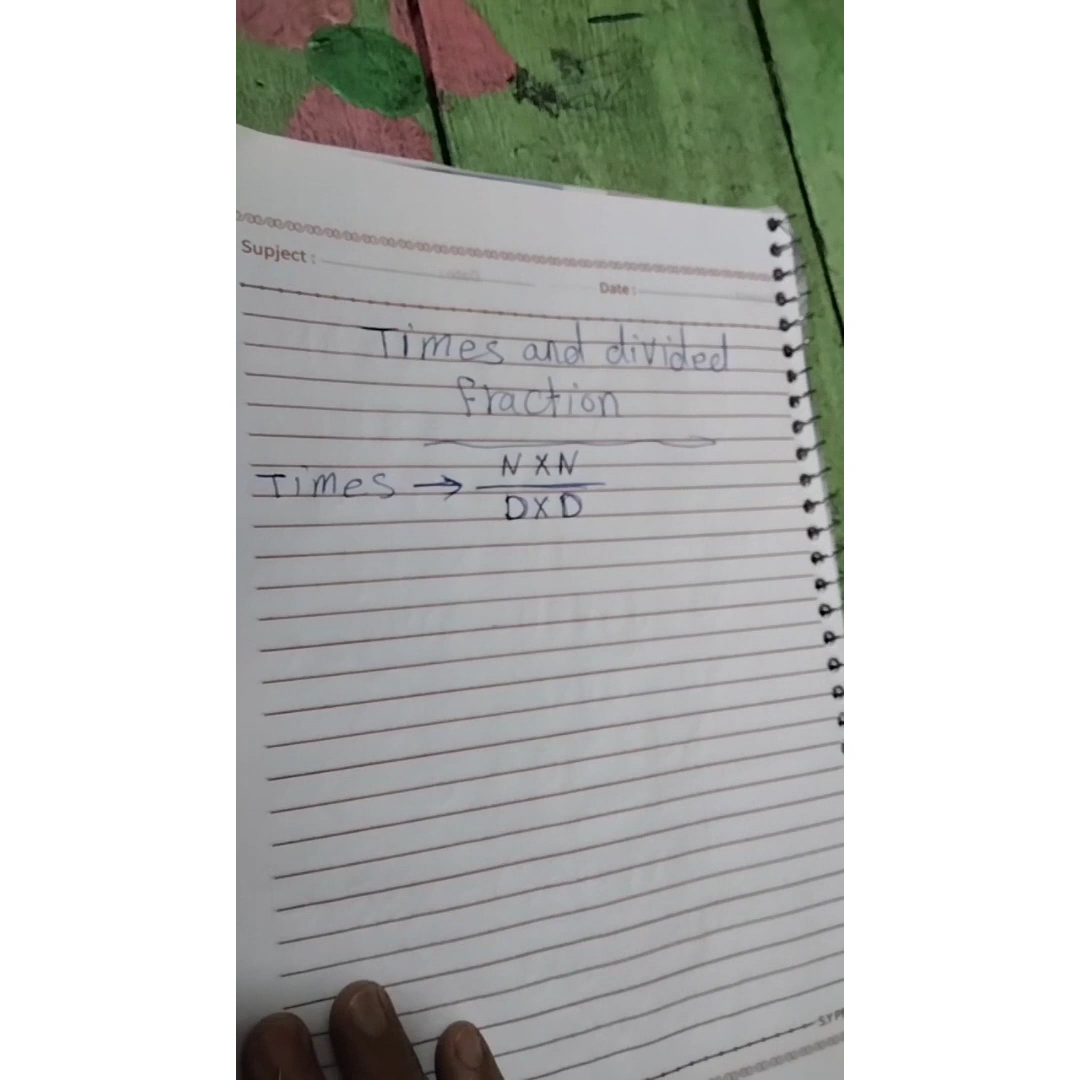 Supject :
Date :
Times and divided
fraction
Times → N X N
D X D